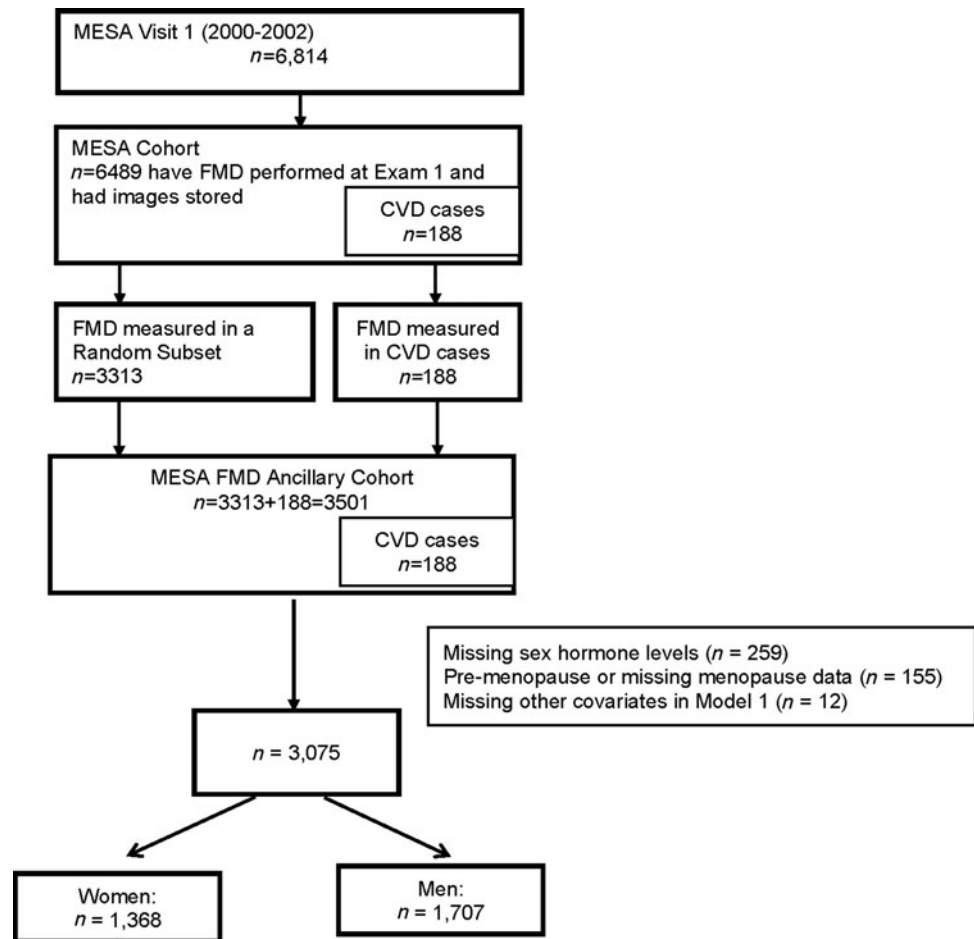 MESA Visit 1 (2000-2002)
n=6,814
MESA Cohort
n=6489 have FMD performed at Exam 1 and
had images stored
CVD cases
n=188
FMD measured in a
Random Subset
n=3313
FMD measured
in CVD cases
n=188
MESA FMD Ancillary Cohort
n=3313+188=3501
CVD cases
n=188
Missing sex hormone levels (n = 259)
Pre-menopause or missing menopause data (n = 155)
Missing other covariates in Model 1 (n = 12)
n = 3,075
Women:
n = 1,368
Men:
n = 1,707